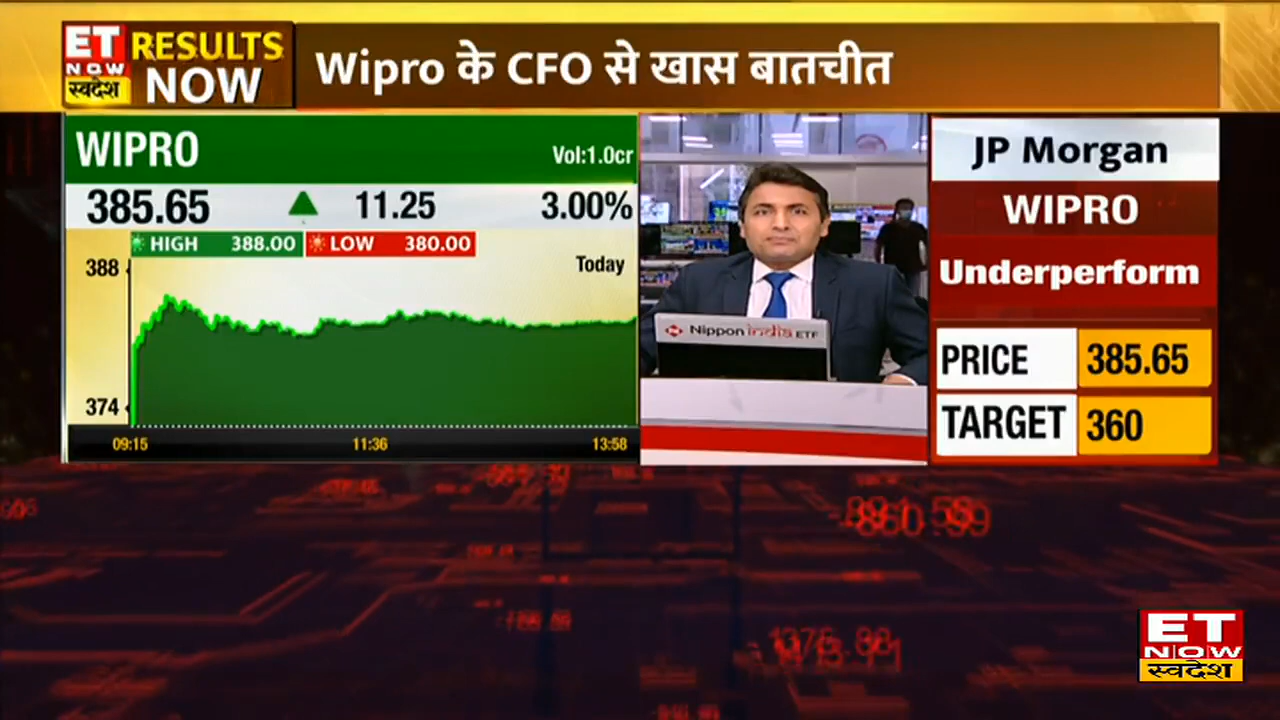 ET
NOW
स्वदेश
RESULTS
NOW
Wipro के CFO से खास बातचीत
WIPRO
Vol:1.0cr
385.65
11.25
3.00%
HIGH 388.00
LOW 380.00
Today
388
374
09:15
11:36
13:58
Nippon india ETF
JP Morgan
WIPRO
Underperform
PRICE 385.65
TARGET 360
ET
NOW
स्वदेश